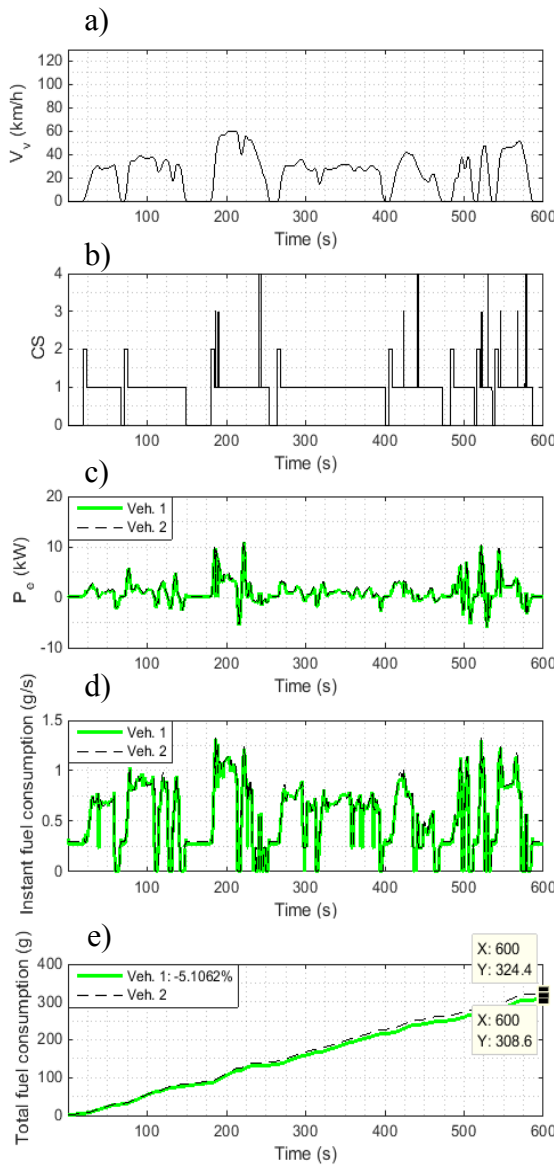 a)
120
100
80
60
40
20
0
V_v (km/h)
100 200 300 400 500 600
Time (s)
b)
4
3
2
1
0
CS
100 200 300 400 500 600
Time (s)
c)
20
10
0
-10
P_e (kW)
Veh. 1
Veh. 2
100 200 300 400 500 600
Time (s)
d)
1.5
1
0.5
0
Instant fuel consumption (g/s)
Veh. 1
Veh. 2
100 200 300 400 500 600
Time (s)
e)
400
300
200
100
0
Total fuel consumption (g)
Veh. 1: -5.1062%
Veh. 2
X: 600
Y: 324.4
X: 600
Y: 308.6
100 200 300 400 500 600
Time (s)